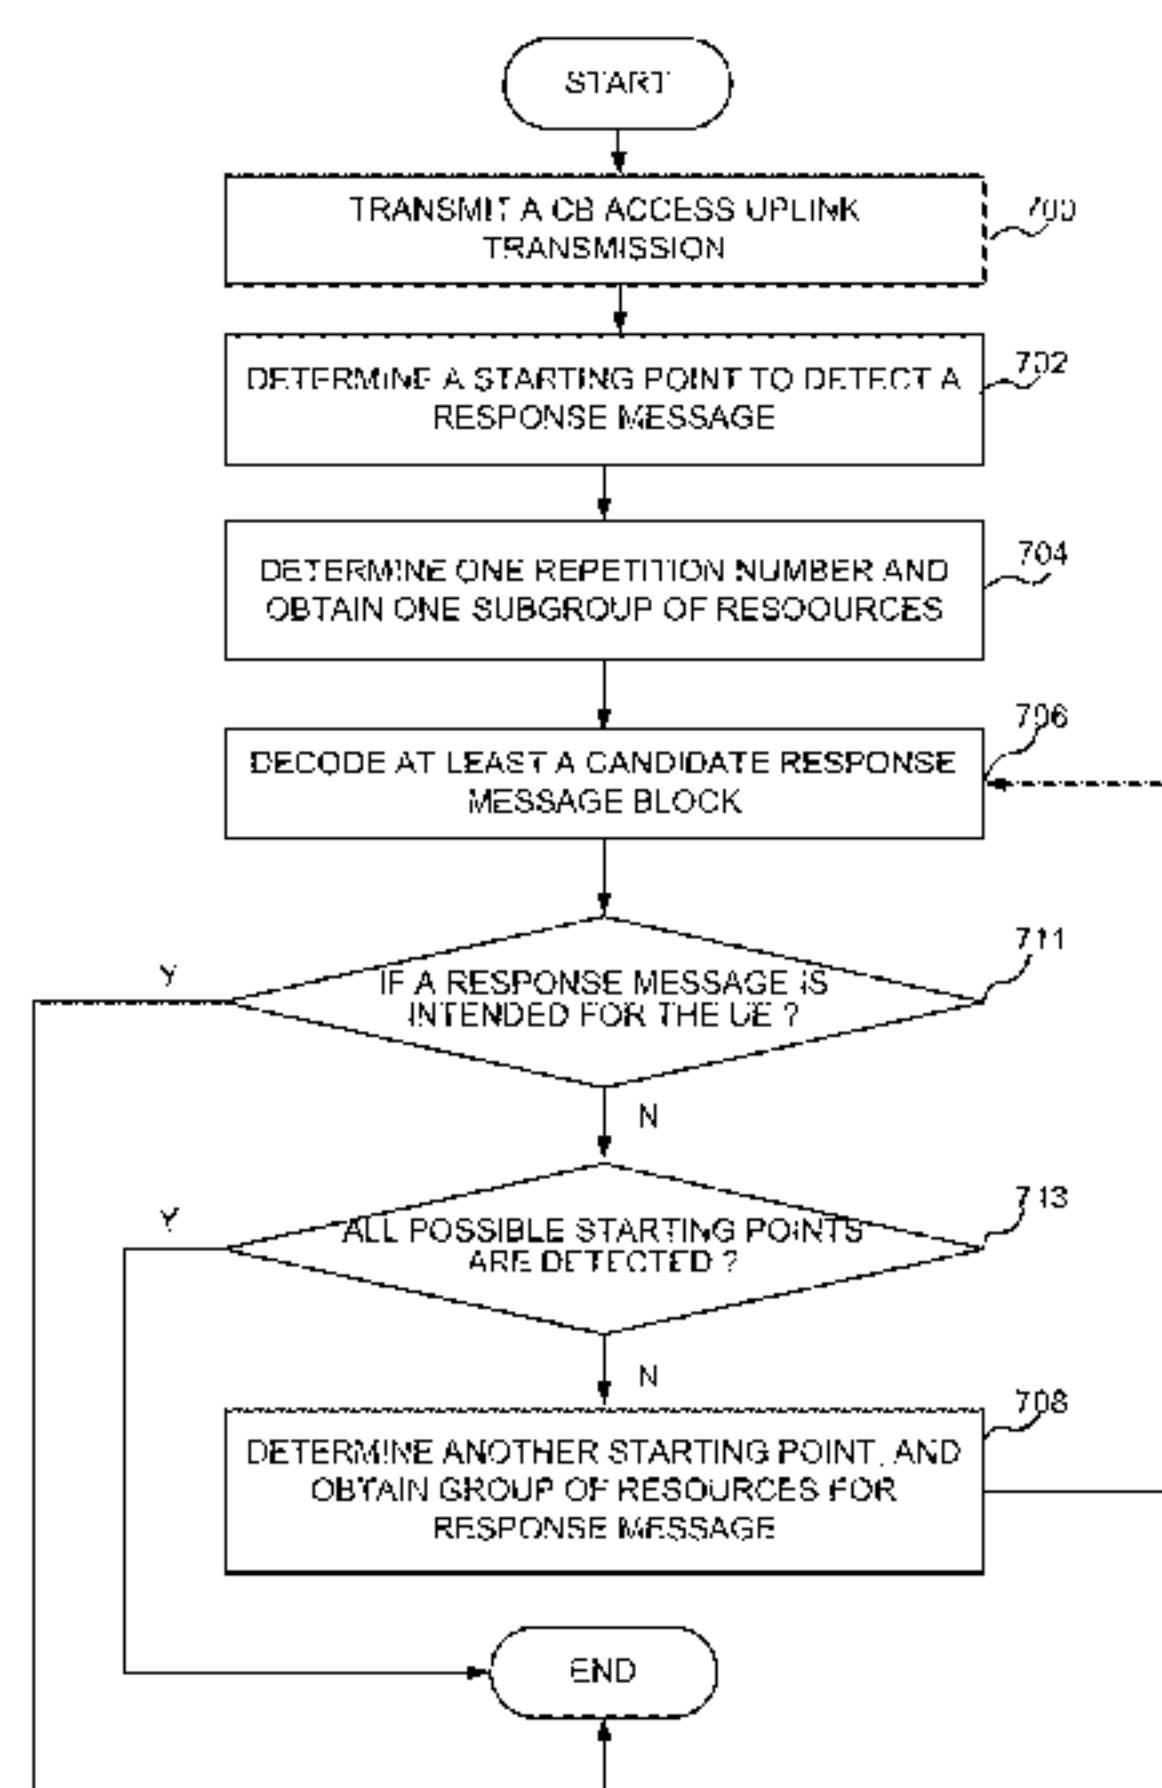 START
TRANSMIT A CB ACCESS UPLINK
TRANSMISSION
700
DETERMINE A STARTING POINT TO DETECT A
RESPONSE MESSAGE
702
DETERMINE ONE REPETITION NUMBER AND
OBTAIN ONE SUBGROUP OF RESOOURCES
704
DECODE AT LEAST A CANDIDATE RESPONSE
MESSAGE BLOCK
706
IF A RESPONSE MESSAGE IS
INTENDED FOR THE UE ?
711
Y
N
ALL POSSIBLE STARTING POINTS
ARE DETECTED ?
713
Y
N
DETERMINE ANOTHER STARTING POINT, AND
OBTAIN GROUP OF RESOURCES FOR
RESPONSE MESSAGE
708
END